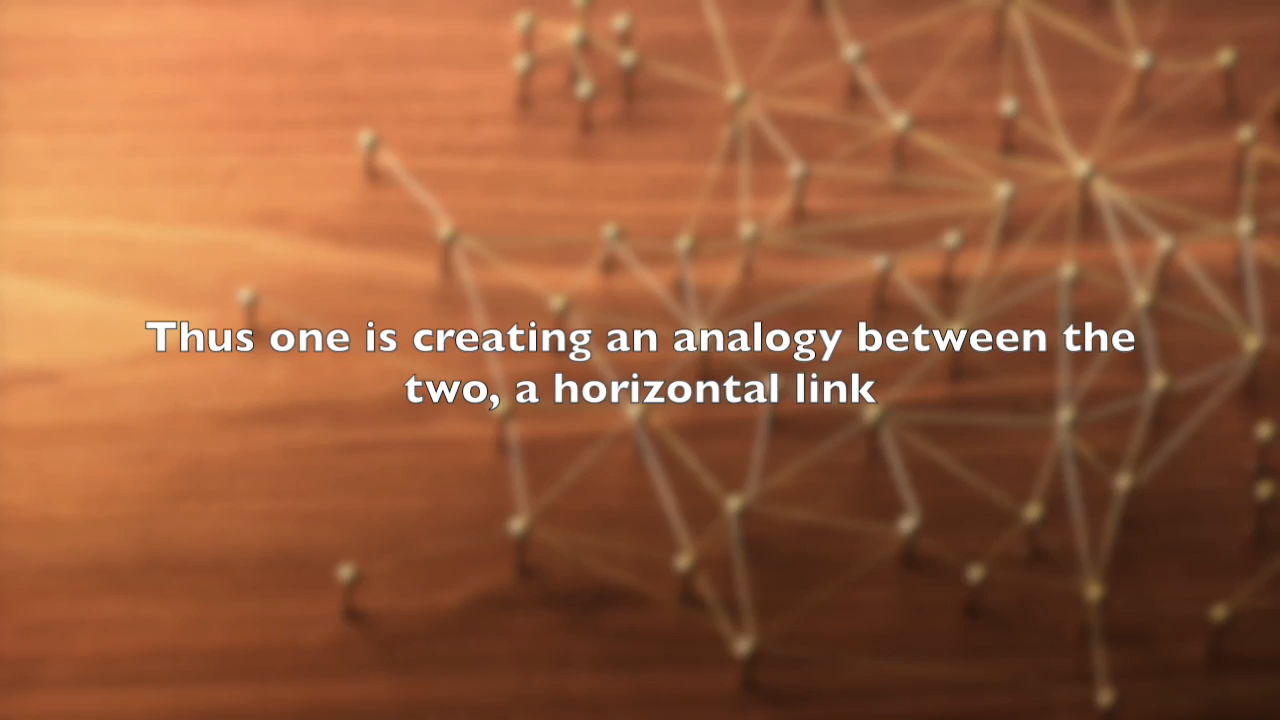 Thus one is creating an analogy between the
two, a horizontal link